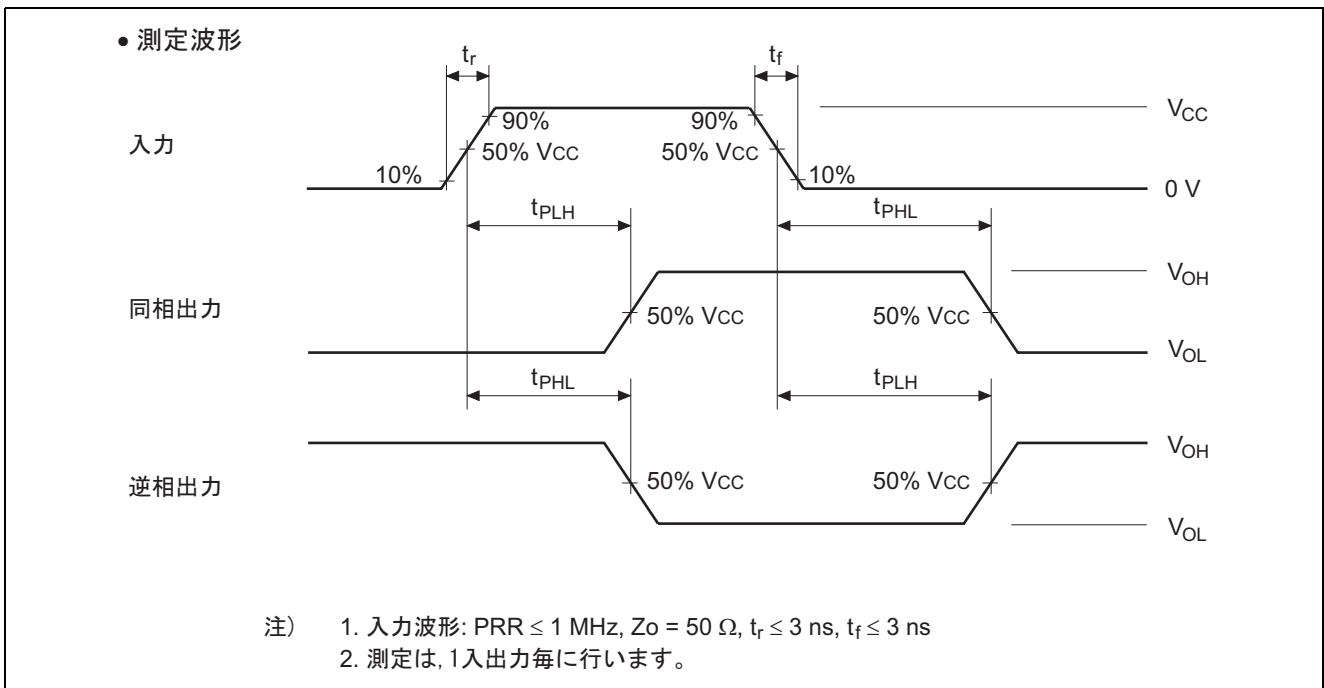 • 測定波形
tr
tf
入力
90%
90%
VCC
50% VCC
50% VCC
10%
10%
0 V
tPLH
tPHL
同相出力
VOH
50% VCC
50% VCC
VOL
tPHL
tPLH
逆相出力
VOH
50% VCC
50% VCC
VOL
注) 1. 入力波形: PRR ≤ 1 MHz, Zo = 50 Ω, tr ≤ 3 ns, tf ≤ 3 ns
2. 測定は, 1入出力毎に行います。